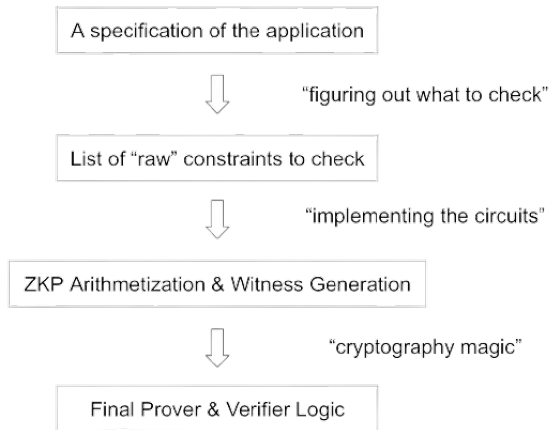 A specification of the application
“figuring out what to check”
List of “raw” constraints to check
“implementing the circuits”
ZKP Arithmetization & Witness Generation
“cryptography magic”
Final Prover & Verifier Logic